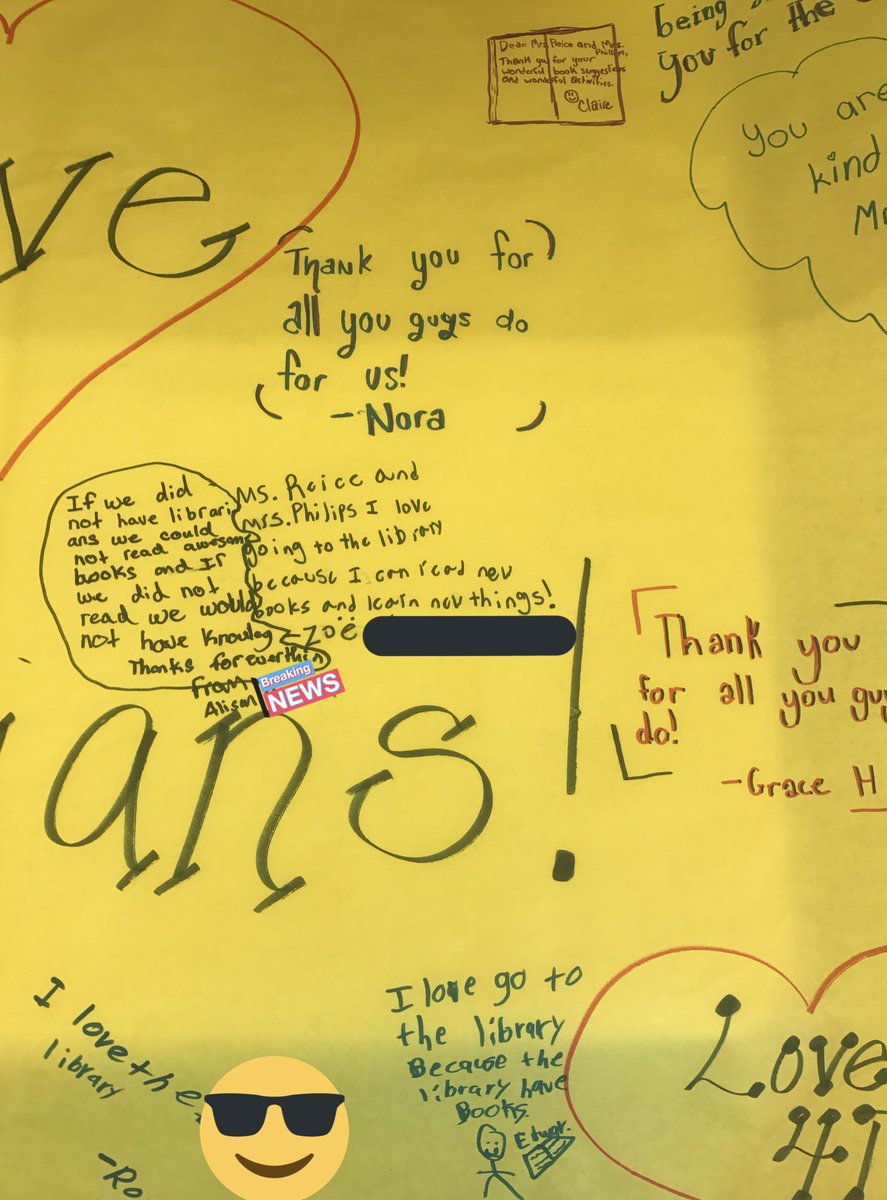 being
you for the
Dear Mrs. Reice and Mrs.
Philips,
Thank you for your
wonderful book suggestions
and wonderful activities.
Claire
You are
kind
Mr
ve
Thank you for
all you guys do
for us!
- Nora
If we did
not have librari
ans we could
not read awesome
books and If
we did not
read we would
not have knowleg
Thanks for everthing
from
Alison
Breaking
NEWS
Ms. Reice and
mrs. Philips I love
going to the library
because I can read new
books and learn new things!
- Zoë
Thank you
for all you guy
do!
- Grace H
ans!
I love the
library
- Ro
I love go to
the library
Because the
library have
Books.
Love
4J